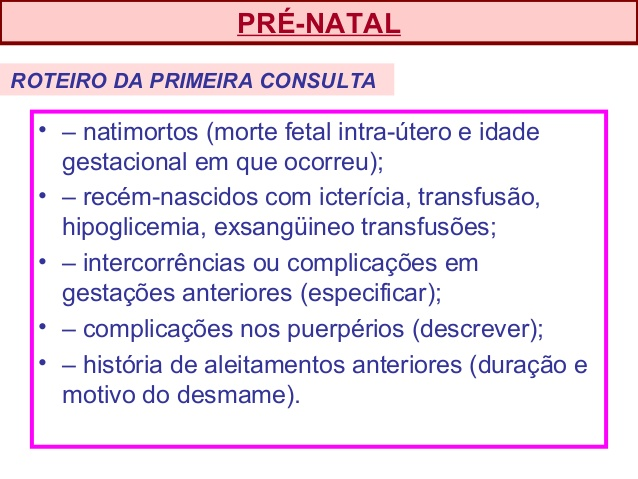 PRÉ-NATAL
ROTEIRO DA PRIMEIRA CONSULTA
• – natimortos (morte fetal intra-útero e idade
gestacional em que ocorreu);
• – recém-nascidos com icterícia, transfusão,
hipoglicemia, exsangüineo transfusões;
• – intercorrências ou complicações em
gestações anteriores (especificar);
• – complicações nos puerpérios (descrever);
• – história de aleitamentos anteriores (duração e
motivo do desmame).